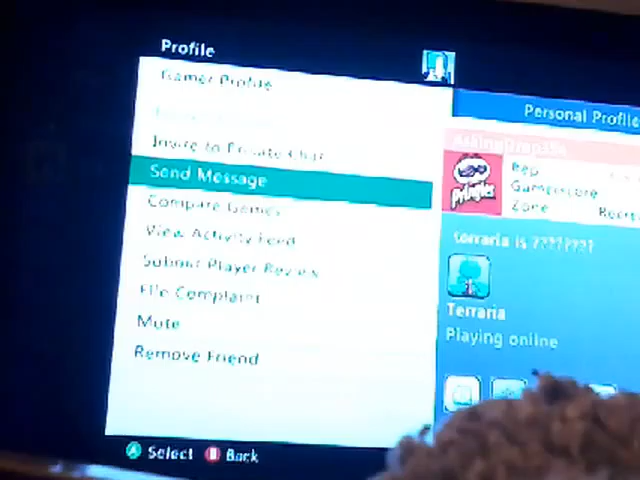 Profile
Gamer Profile
Invite to Private Chat
Send Message
Compare Games
View Activity Feed
Submit Player Review
File Complaint
Mute
Remove Friend
Select Back
Personal Profile
Rep
Gamerscore
Zone
Pringles
terraria is ????????
Terraria
Playing online